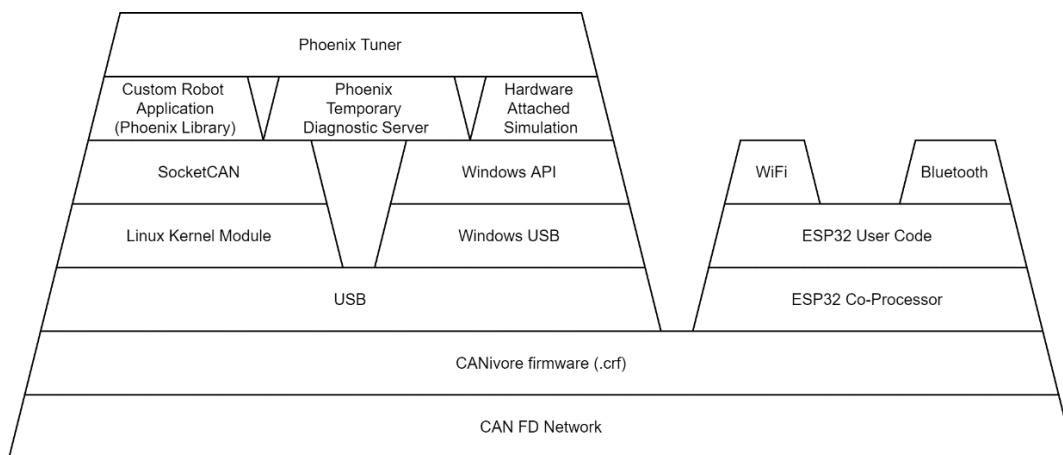 Phoenix Tuner
Custom Robot
Application
(Phoenix Library)
Phoenix
Temporary
Diagnostic Server
Hardware
Attached
Simulation
SocketCAN
Windows API
WiFi
Bluetooth
Linux Kernel Module
Windows USB
ESP32 User Code
USB
ESP32 Co-Processor
CANivore firmware (.crf)
CAN FD Network